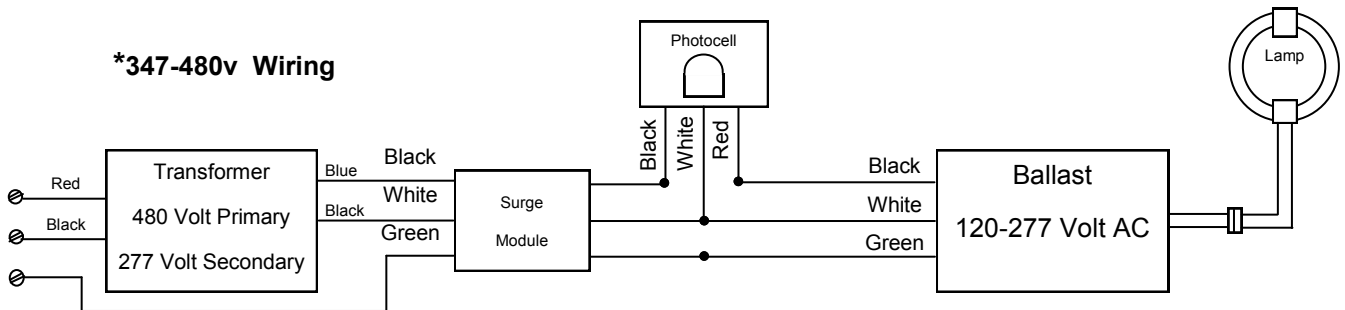 *347-480v Wiring
Photocell
Lamp
Black
White
Red
Red
Black
Transformer
480 Volt Primary
277 Volt Secondary
Blue
Black
Black
White
Green
Surge
Module
Black
White
Green
Ballast
120-277 Volt AC